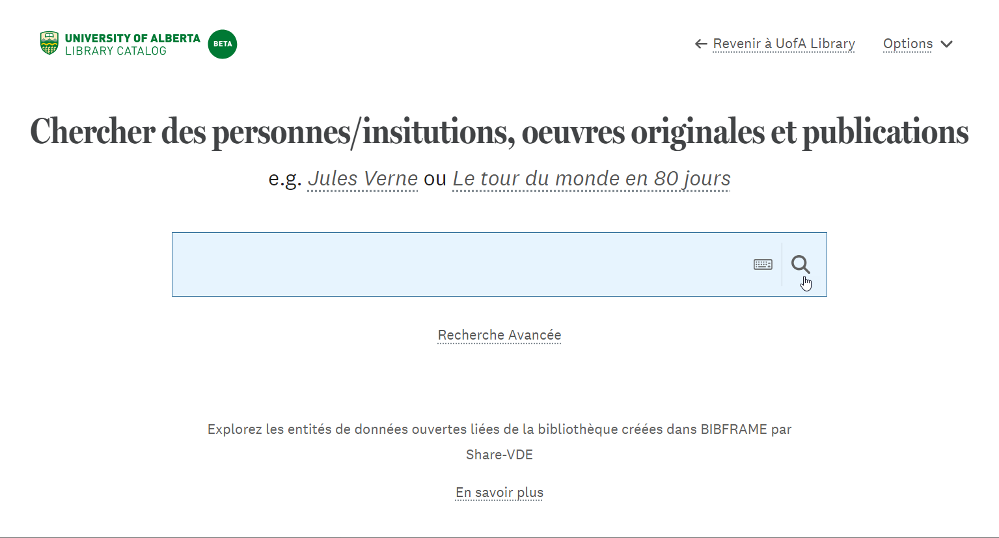 UNIVERSITY OF ALBERTA
LIBRARY CATALOG
BETA
Revenir à UofA Library
Options
Chercher des personnes/insitutions, oeuvres originales et publications
e.g. Jules Verne ou Le tour du monde en 80 jours
Recherche Avancée
Explorez les entités de données ouvertes liées de la bibliothèque créées dans BIBFRAME par
Share-VDE
En savoir plus